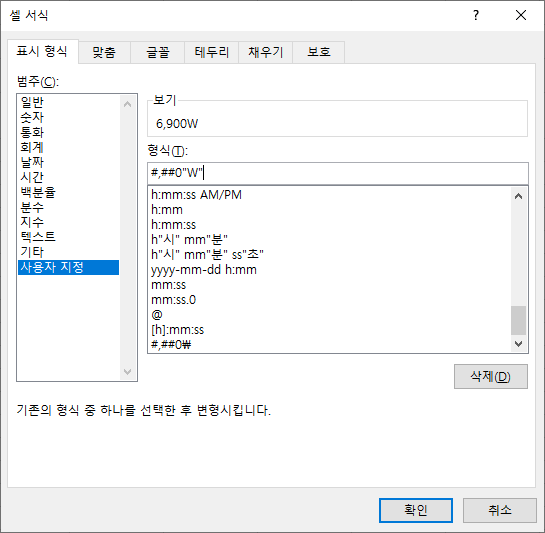 셀 서식
표시 형식 맞춤 글꼴 테두리 채우기 보호
범주(C):
일반
숫자
통화
회계
날짜
시간
백분율
분수
지수
텍스트
기타
사용자 지정
보기
6,900W
형식(T):
#,##0"W"
h:mm:ss AM/PM
h:mm
h:mm:ss
h"시" mm"분"
h"시" mm"분" ss"초"
yyyy-mm-dd h:mm
mm:ss
mm:ss.0
@
[h]:mm:ss
#,##0₩
삭제(D)
기존의 형식 중 하나를 선택한 후 변형시킵니다.
확인 취소